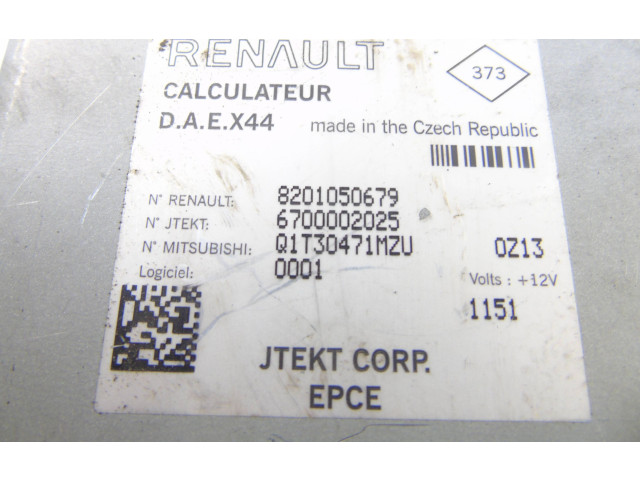 RENAULT
373
CALCULATEUR
D.A.E.X44 made in the Czech Republic
N° RENAULT: 8201050679
N° JTEKT: 6700002025
N° MITSUBISHI: Q1T30471MZU 0Z13
Logiciel: 0001 Volts : +12V
1151
JTEKT CORP.
EPCE